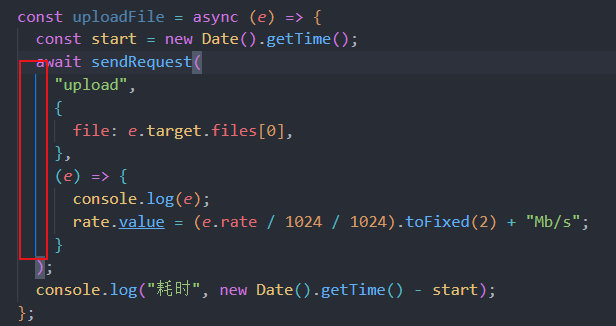 const uploadFile = async (e) => {
const start = new Date().getTime();
await sendRequest(
"upload",
{
file: e.target.files[0],
},
(e) => {
console.log(e);
rate.value = (e.rate / 1024 / 1024).toFixed(2) + "Mb/s";
}
);
console.log("耗时", new Date().getTime() - start);
};